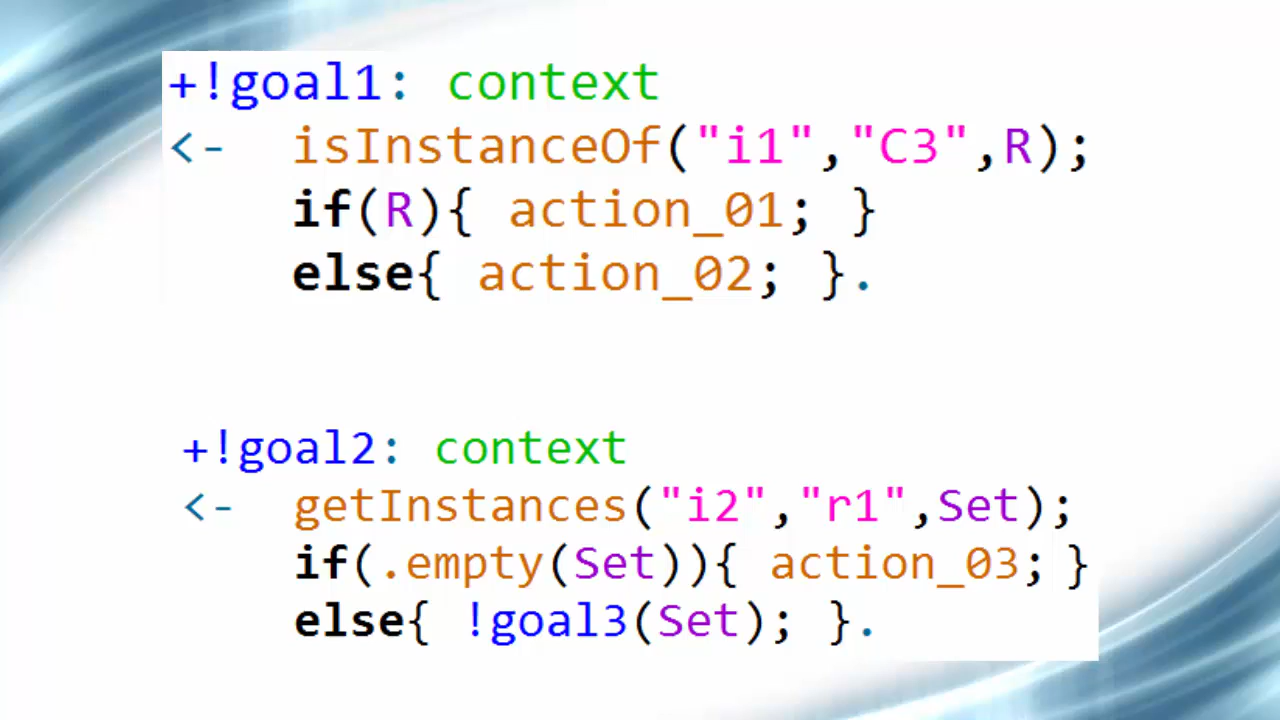 +!goal1: context
<-  isInstanceOf("i1","C3",R);
    if(R){ action_01; }
    else{ action_02; }.
+!goal2: context
<-  getInstances("i2","r1",Set);
    if(.empty(Set)){ action_03; }
    else{ !goal3(Set); }.